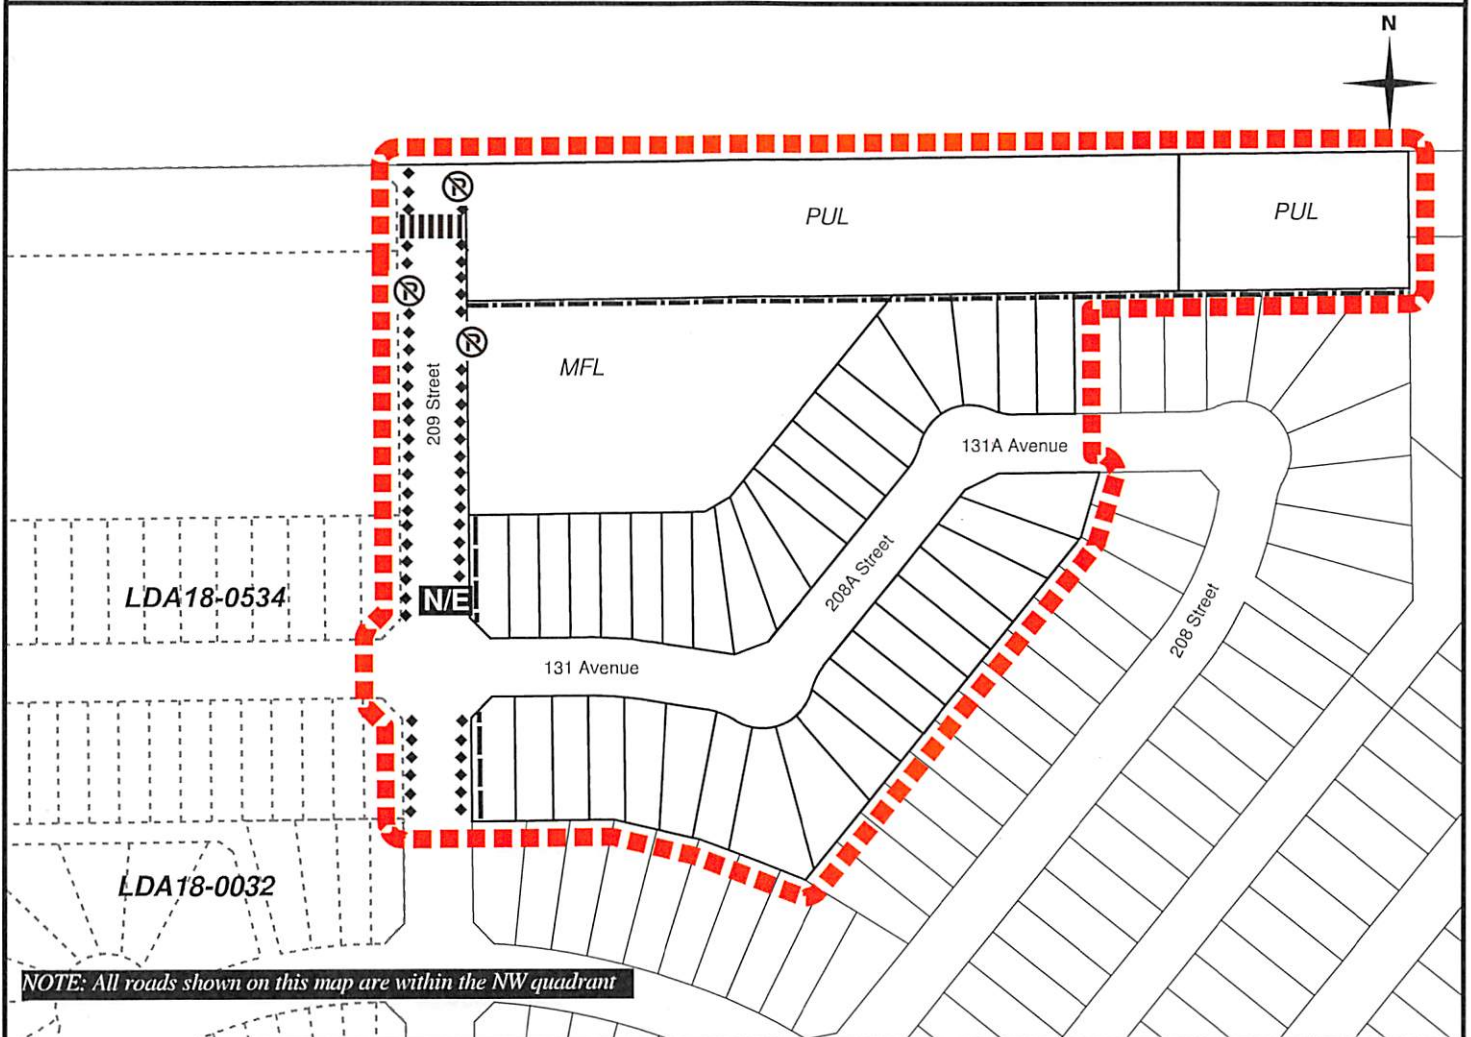 N
PUL
PUL
MFL
209 Street
131A Avenue
208A Street
LDA18-0534
N/E
208 Street
131 Avenue
LDA18-0032
NOTE: All roads shown on this map are within the NW quadrant